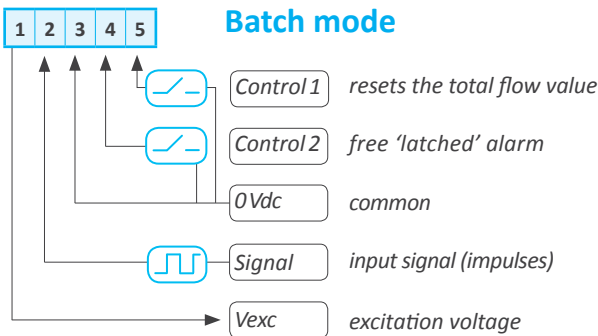 Batch mode
1 2 3 4 5
Control 1 resets the total flow value
Control 2 free ‘latched’ alarm
0 Vdc common
Signal input signal (impulses)
Vexc excitation voltage